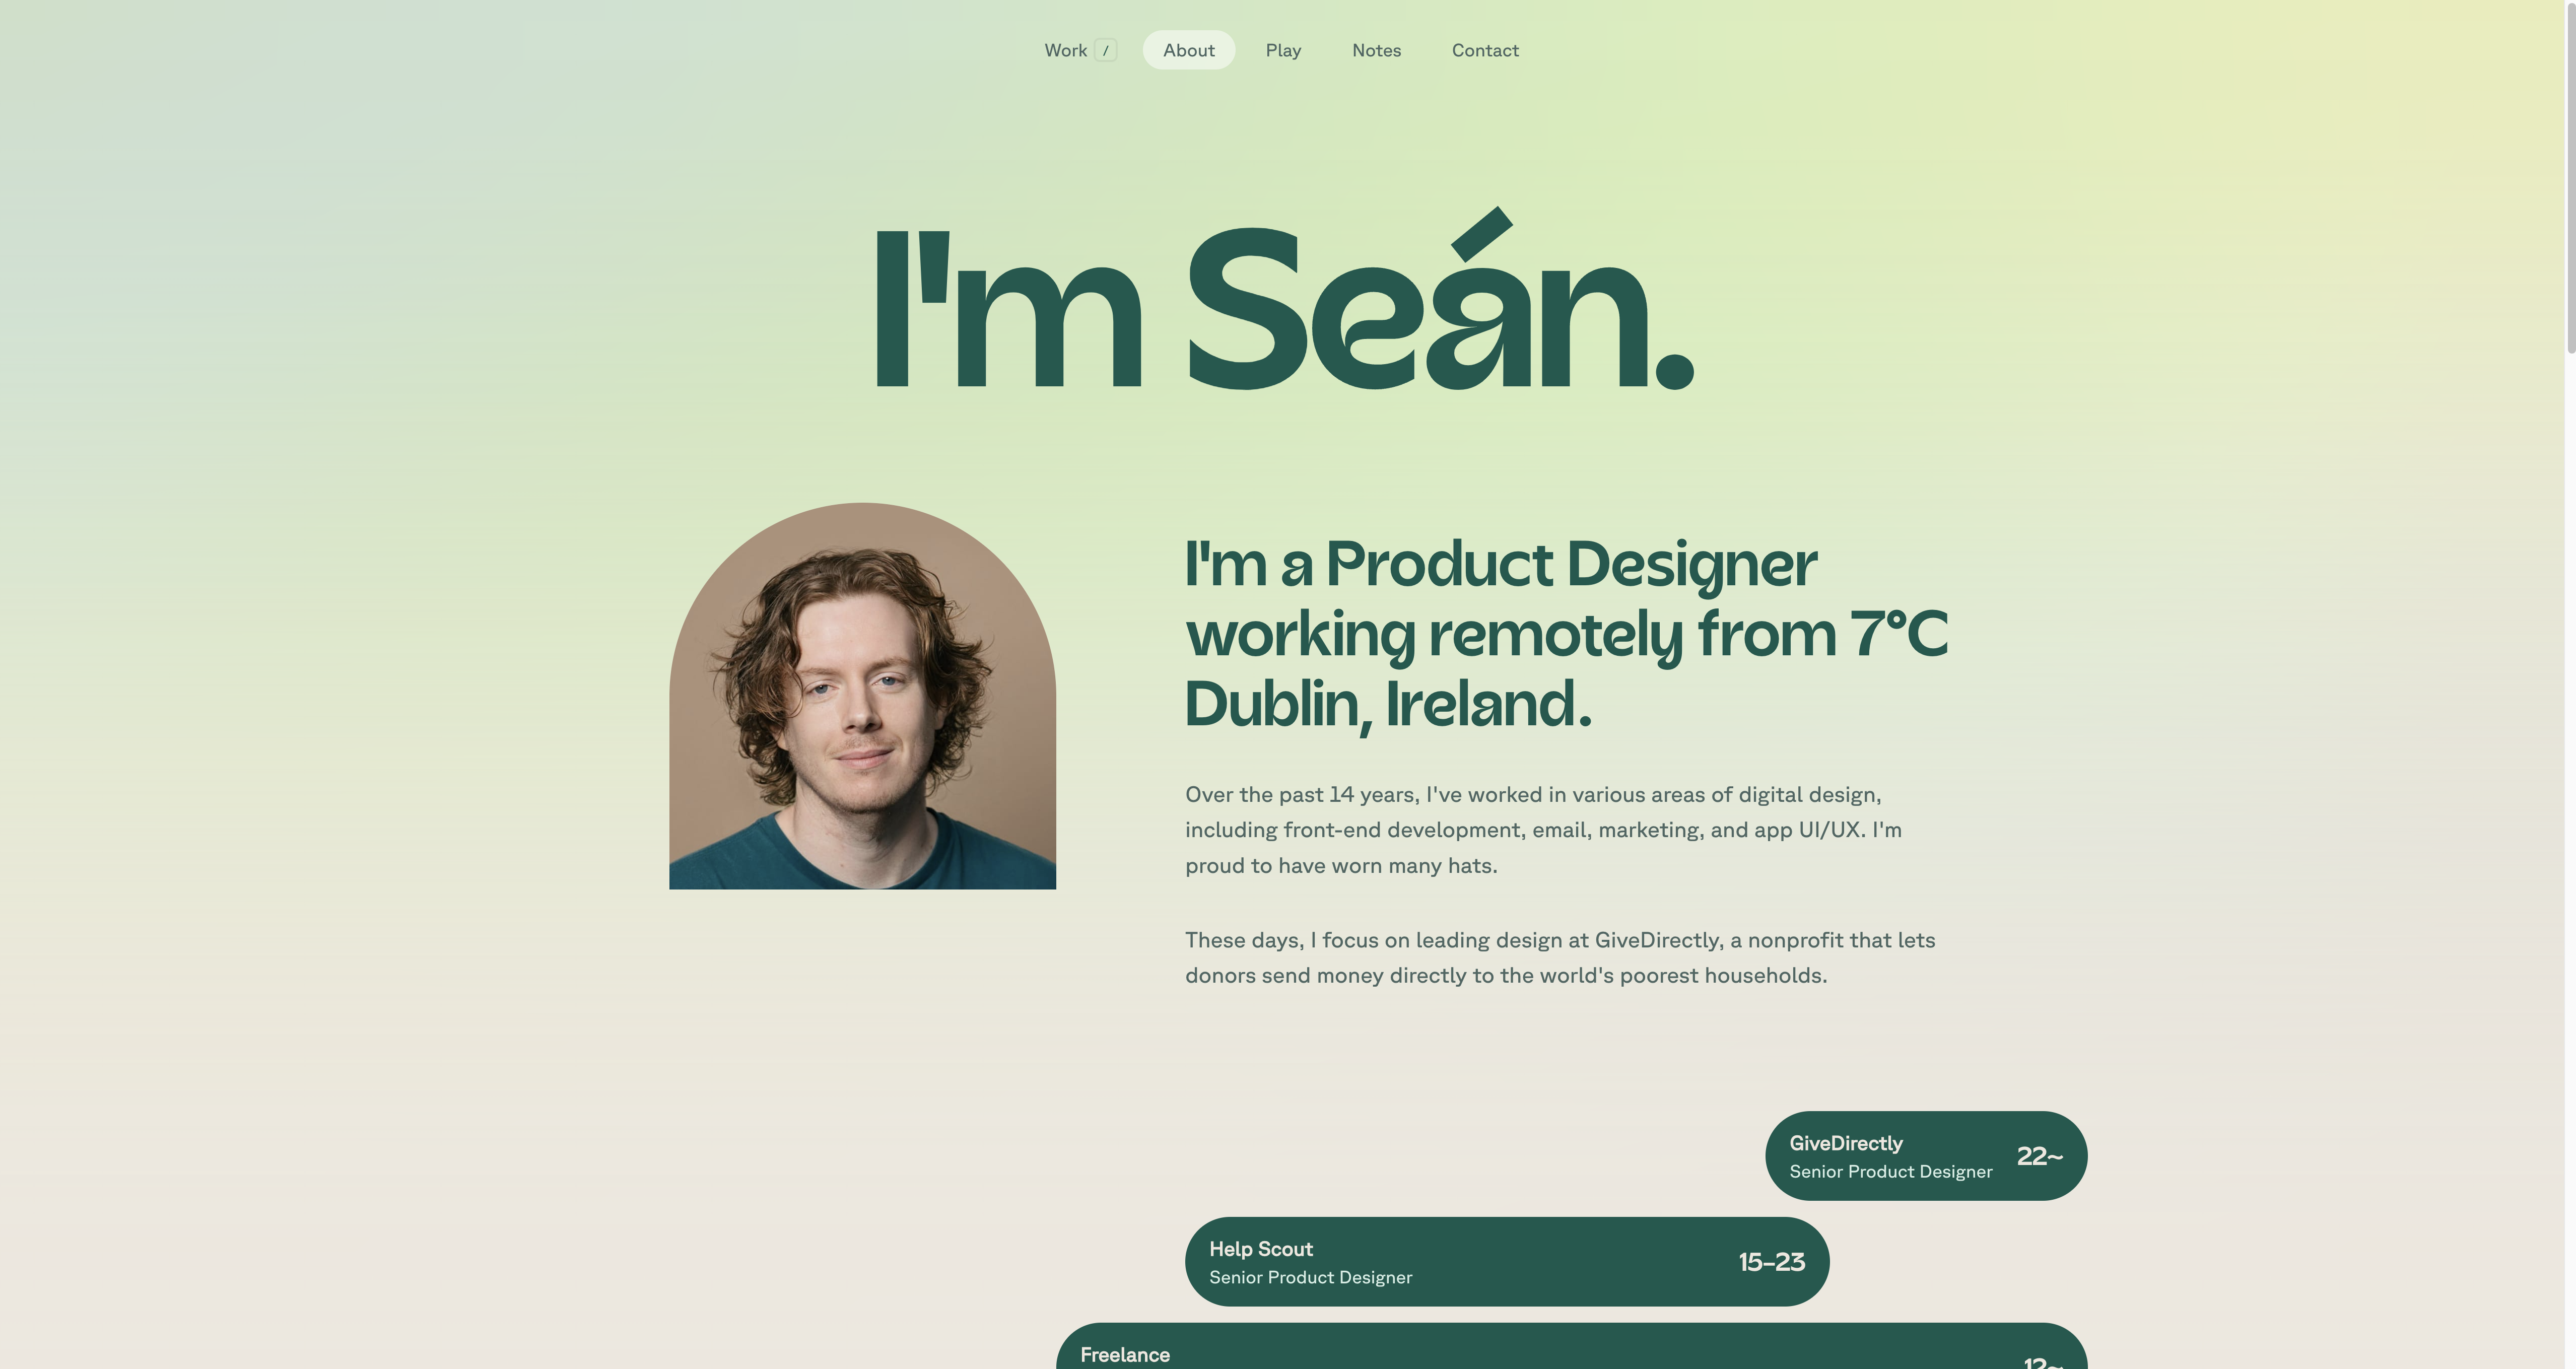 Work / About Play Notes Contact
I'm Seán.
I'm a Product Designer
working remotely from 7°C
Dublin, Ireland.
Over the past 14 years, I've worked in various areas of digital design,
including front-end development, email, marketing, and app UI/UX. I'm
proud to have worn many hats.
These days, I focus on leading design at GiveDirectly, a nonprofit that lets
donors send money directly to the world's poorest households.
GiveDirectly
Senior Product Designer
22~
Help Scout
Senior Product Designer
15–23
Freelance
12~